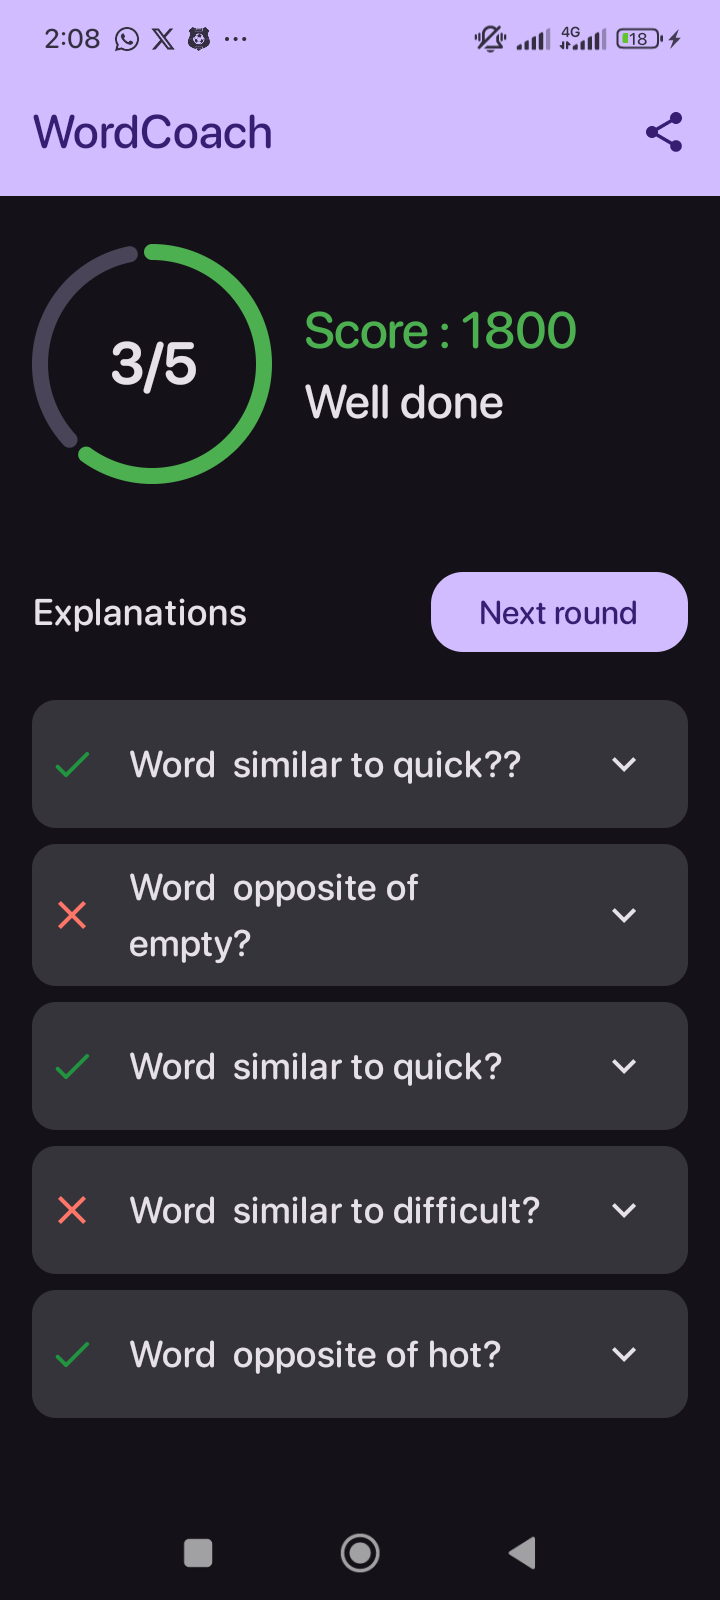 2:08
4G
18
WordCoach
3/5
Score : 1800
Well done
Explanations
Next round
Word  similar to quick??
Word  opposite of
empty?
Word  similar to quick?
Word  similar to difficult?
Word  opposite of hot?